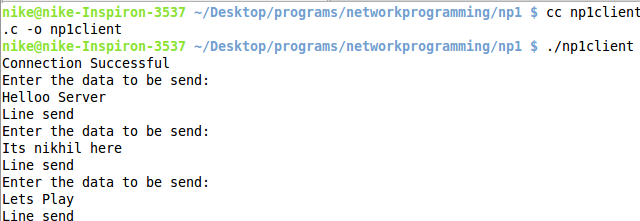 nike@nike-Inspiron-3537 ~/Desktop/programs/networkprogramming/np1 $ cc np1client
.c -o np1client
nike@nike-Inspiron-3537 ~/Desktop/programs/networkprogramming/np1 $ ./np1client
Connection Successful
Enter the data to be send:
Helloo Server
Line send
Enter the data to be send:
Its nikhil here
Line send
Enter the data to be send:
Lets Play
Line send